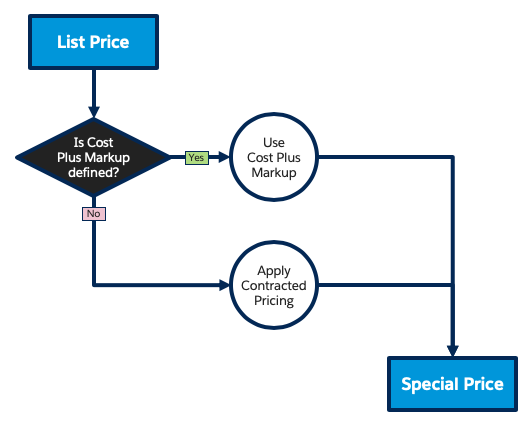 List Price
Is Cost
Plus Markup
defined?
Yes
Use
Cost Plus
Markup
No
Apply
Contracted
Pricing
Special Price